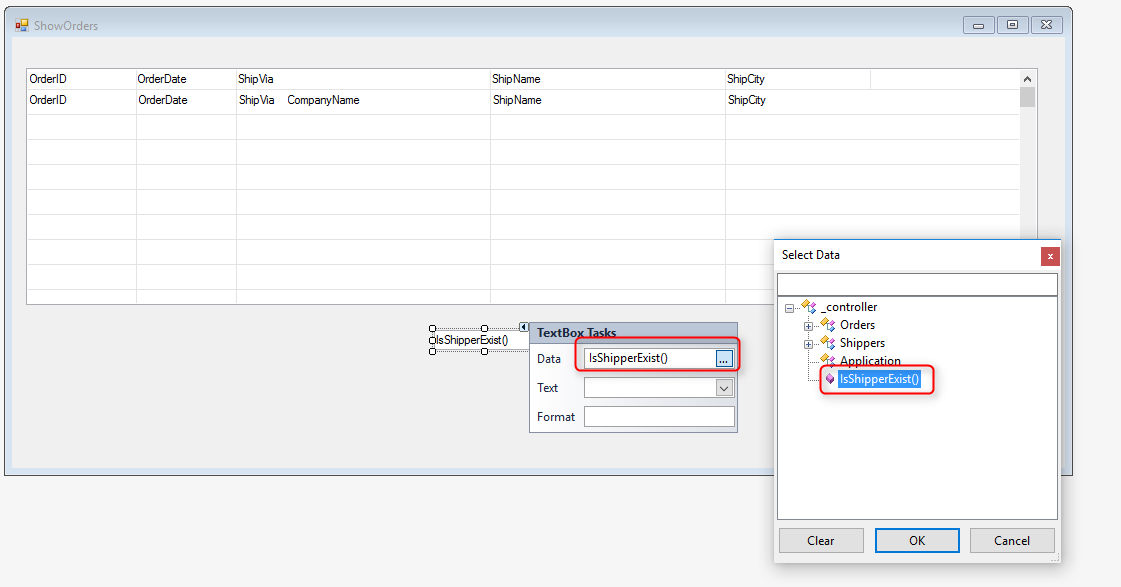 ShowOrders
OrderID OrderDate ShipVia ShipName ShipCity
OrderID OrderDate ShipVia CompanyName ShipName ShipCity
IsShipperExist()
TextBox Tasks
Data IsShipperExist() ...
Text
Format
Select Data
x
_controller
Orders
Shippers
Application
IsShipperExist()
Clear OK Cancel